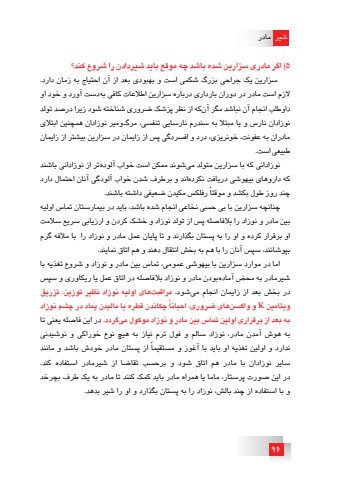 شیر مادر
۵) اگر مادری سزارین شده باشد چه موقع باید شیردادن را شروع کند؟
سزارین یک جراحی بزرگ شکمی است و بهبودی بعد از آن احتیاج به زمان دارد.
لازم است مادر در دوران بارداری درباره سزارین اطلاعات کافی به‌دست آورد و خود او
داوطلب انجام آن نباشد مگر آن‌که از نظر پزشک ضروری شناخته شود زیرا درصد تولد
نوزادان نارس و یا مبتلا به سندرم نارسایی تنفسی، مرگ‌ومیر نوزادان همچنین ابتلای
مادران به عفونت، خونریزی، درد و افسردگی پس از زایمان در سزارین بیشتر از زایمان
طبیعی است.
نوزادانی که با سزارین متولد می‌شوند ممکن است خواب آلوده‌تر از نوزادانی باشند
که داروهای بیهوشی دریافت نکرده‌اند و برطرف شدن خواب آلودگی آنان احتمال دارد
چند روز طول بکشد و موقتاً رفلکس مکیدن ضعیفی داشته باشند.
چنانچه سزارین با بی حسی نخاعی انجام شده باشد، باید در بیمارستان تماس اولیه
بین مادر و نوزاد را بلافاصله پس از تولد نوزاد و خشک کردن و ارزیابی سریع سلامت
او برقرار کرده و او را به پستان بگذارند و تا پایان عمل مادر و نوزاد را با ملافه گرم
بپوشانند، سپس آنان را با هم به بخش انتقال دهند و هم اتاق نمایند.
اما در موارد سزارین با بیهوشی عمومی، تماس بین مادر و نوزاد و شروع تغذیه با
شیرمادر به محض آماده‌بودن مادر و نوزاد بلافاصله در اتاق عمل یا ریکاوری و سپس
در بخش بعد از زایمان انجام می‌شود. مراقبت‌های اولیه نوزاد نظیر توزین، تزریق
ویتامین K و واکسن‌های ضروری، احیاناً چکاندن قطره یا مالیدن پماد در چشم نوزاد
به بعد از برقراری اولین تماس بین مادر و نوزاد موکول می‌گردد. در این فاصله یعنی تا
به هوش آمدن مادر، نوزاد سالم و فول ترم نیاز به هیچ نوع خوراکی و نوشیدنی
ندارد و اولین تغذیه او باید با آغوز و مستقیماً از پستان مادر خودش باشد و مانند
سایر نوزادان با مادر هم اتاق شود و برحسب تقاضا از شیرمادر استفاده کند.
در این صورت پرستار، ماما یا همراه مادر باید کمک کنند تا مادر به یک طرف بچرخد
و با استفاده از چند بالش، نوزاد را به پستان بگذارد و او را شیر بدهد.
۹۶